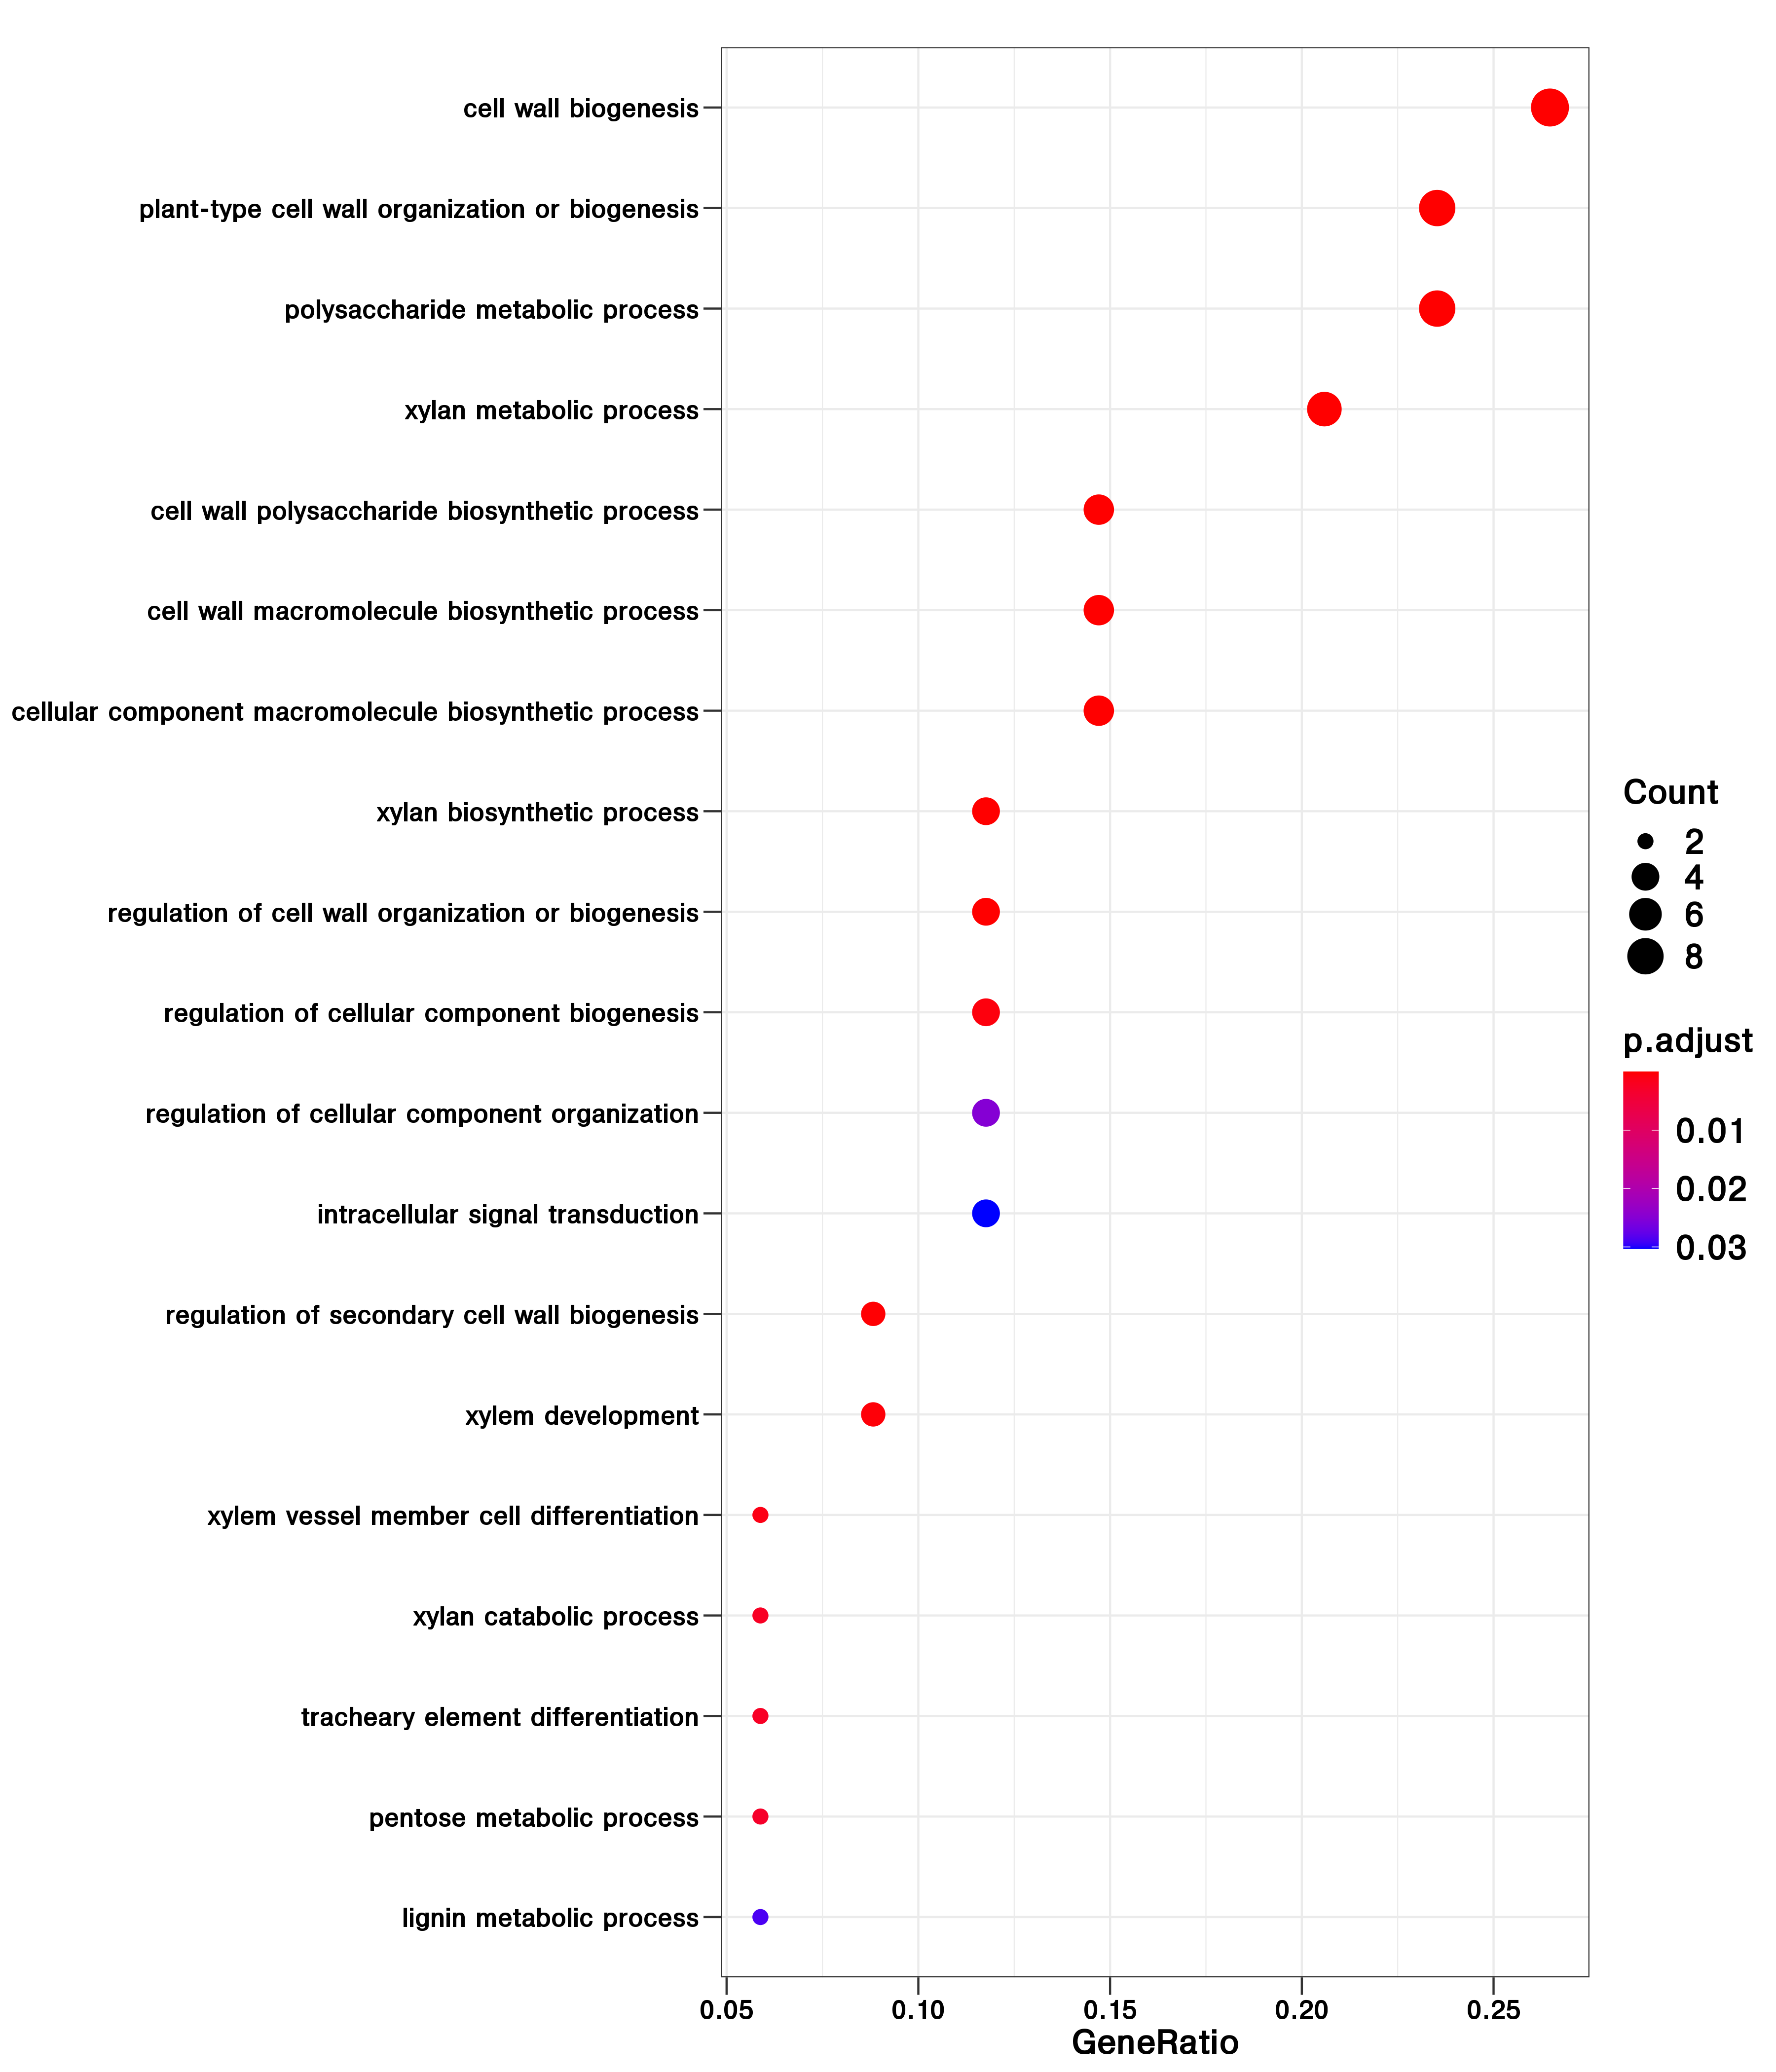 cell wall biogenesis
plant-type cell wall organization or biogenesis
polysaccharide metabolic process
xylan metabolic process
cell wall polysaccharide biosynthetic process
cell wall macromolecule biosynthetic process
cellular component macromolecule biosynthetic process
xylan biosynthetic process
regulation of cell wall organization or biogenesis
regulation of cellular component biogenesis
regulation of cellular component organization
intracellular signal transduction
regulation of secondary cell wall biogenesis
xylem development
xylem vessel member cell differentiation
xylan catabolic process
tracheary element differentiation
pentose metabolic process
lignin metabolic process
0.05 0.10 0.15 0.20 0.25
GeneRatio
Count
2
4
6
8
p.adjust
0.01
0.02
0.03